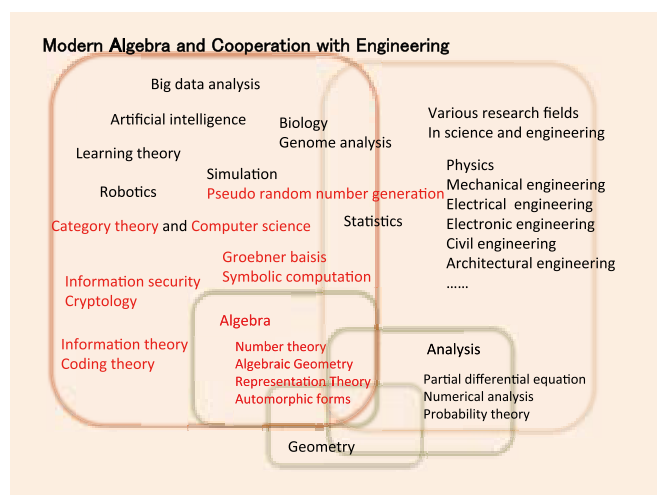 Modern Algebra and Cooperation with Engineering
Big data analysis
Artificial intelligence
Learning theory
Robotics
Biology
Genome analysis
Simulation
Pseudo random number generation
Statistics
Category theory and Computer science
Groebner baisis
Symbolic computation
Information security
Cryptology
Information theory
Coding theory
Algebra
Number theory
Algebraic Geometry
Representation Theory
Automorphic forms
Geometry
Various research fields
In science and engineering
Physics
Mechanical engineering
Electrical engineering
Electronic engineering
Civil engineering
Architectural engineering
......
Analysis
Partial differential equation
Numerical analysis
Probability theory